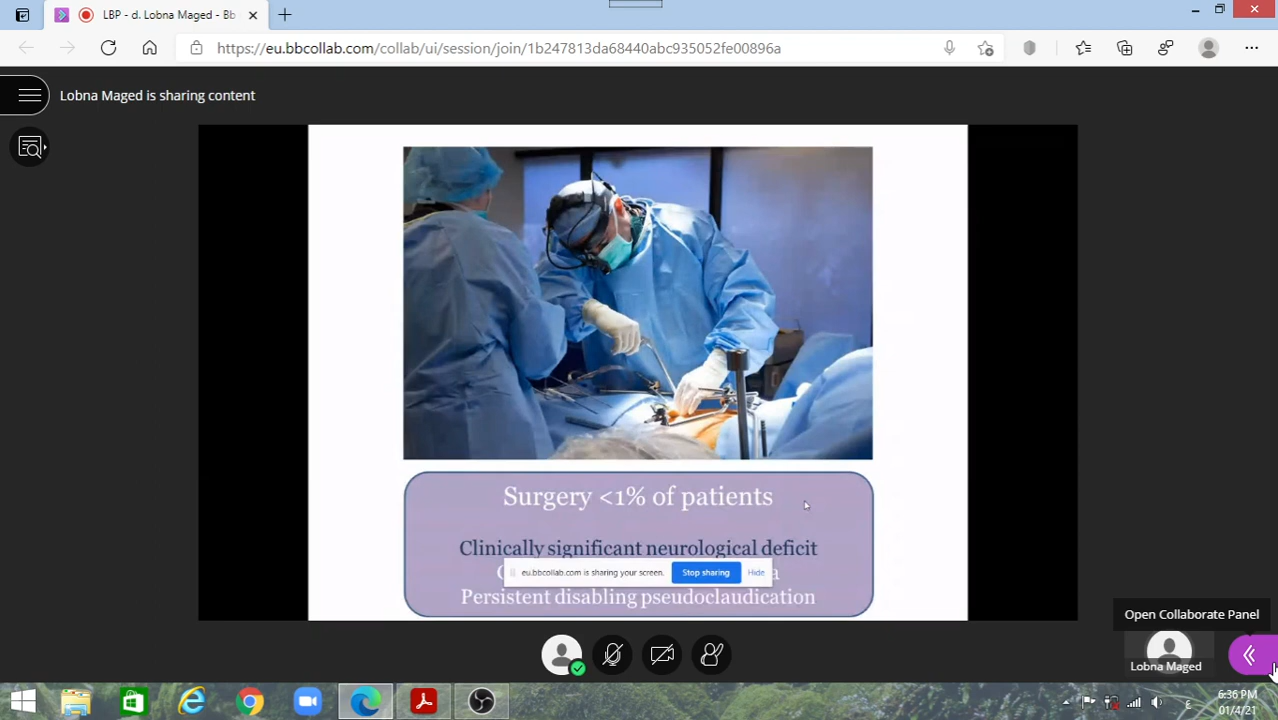 LBP - d. Lobna Maged - Bb
https://eu.bbcollab.com/collab/ui/session/join/1b247813da68440abc935052fe00896a
Lobna Maged is sharing content
Surgery <1% of patients
Clinically significant neurological deficit
eu.bbcollab.com is sharing your screen. Stop sharing Hide
Persistent disabling pseudoclaudication
Open Collaborate Panel
Lobna Maged
6:36 PM
ع
01/4/21